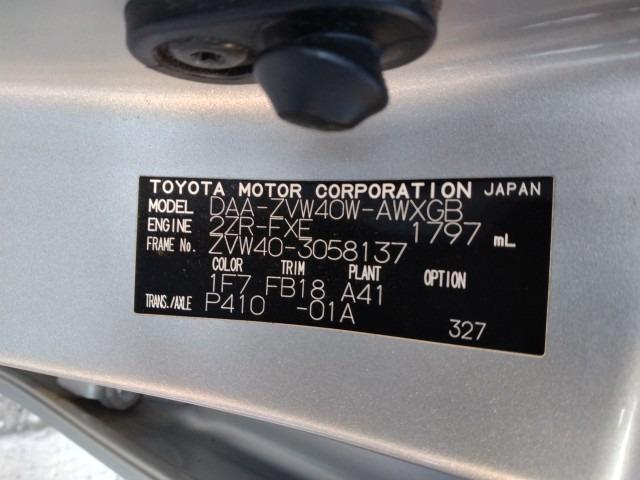 TOYOTA MOTOR CORPORATION JAPAN
MODEL DAA-ZVW40W-AWXGB
ENGINE 2ZR-FXE 1797 mL
FRAME No. ZVW40-3058137
COLOR TRIM PLANT OPTION
1F7 FB18 A41
TRANS./AXLE P410 -01A
327